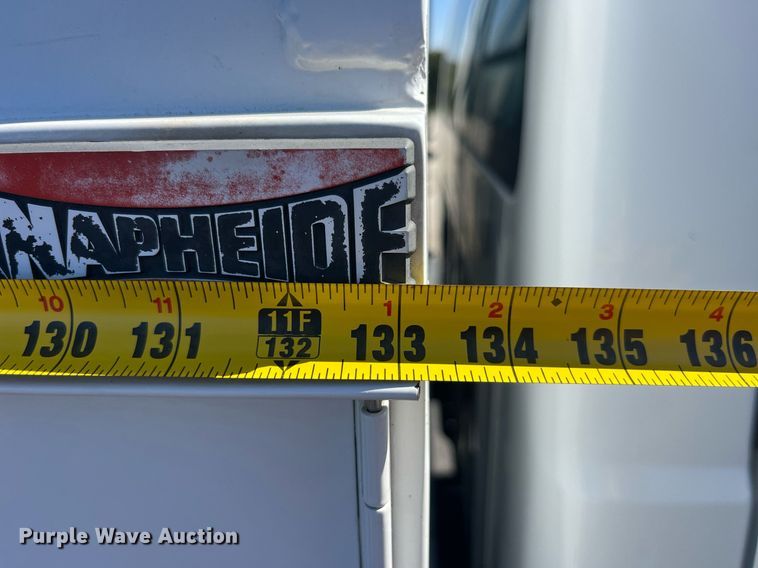 NAPHEIDE
10 11 11F 1 2 3 4
130 131 132 133 134 135 136
Purple Wave Auction